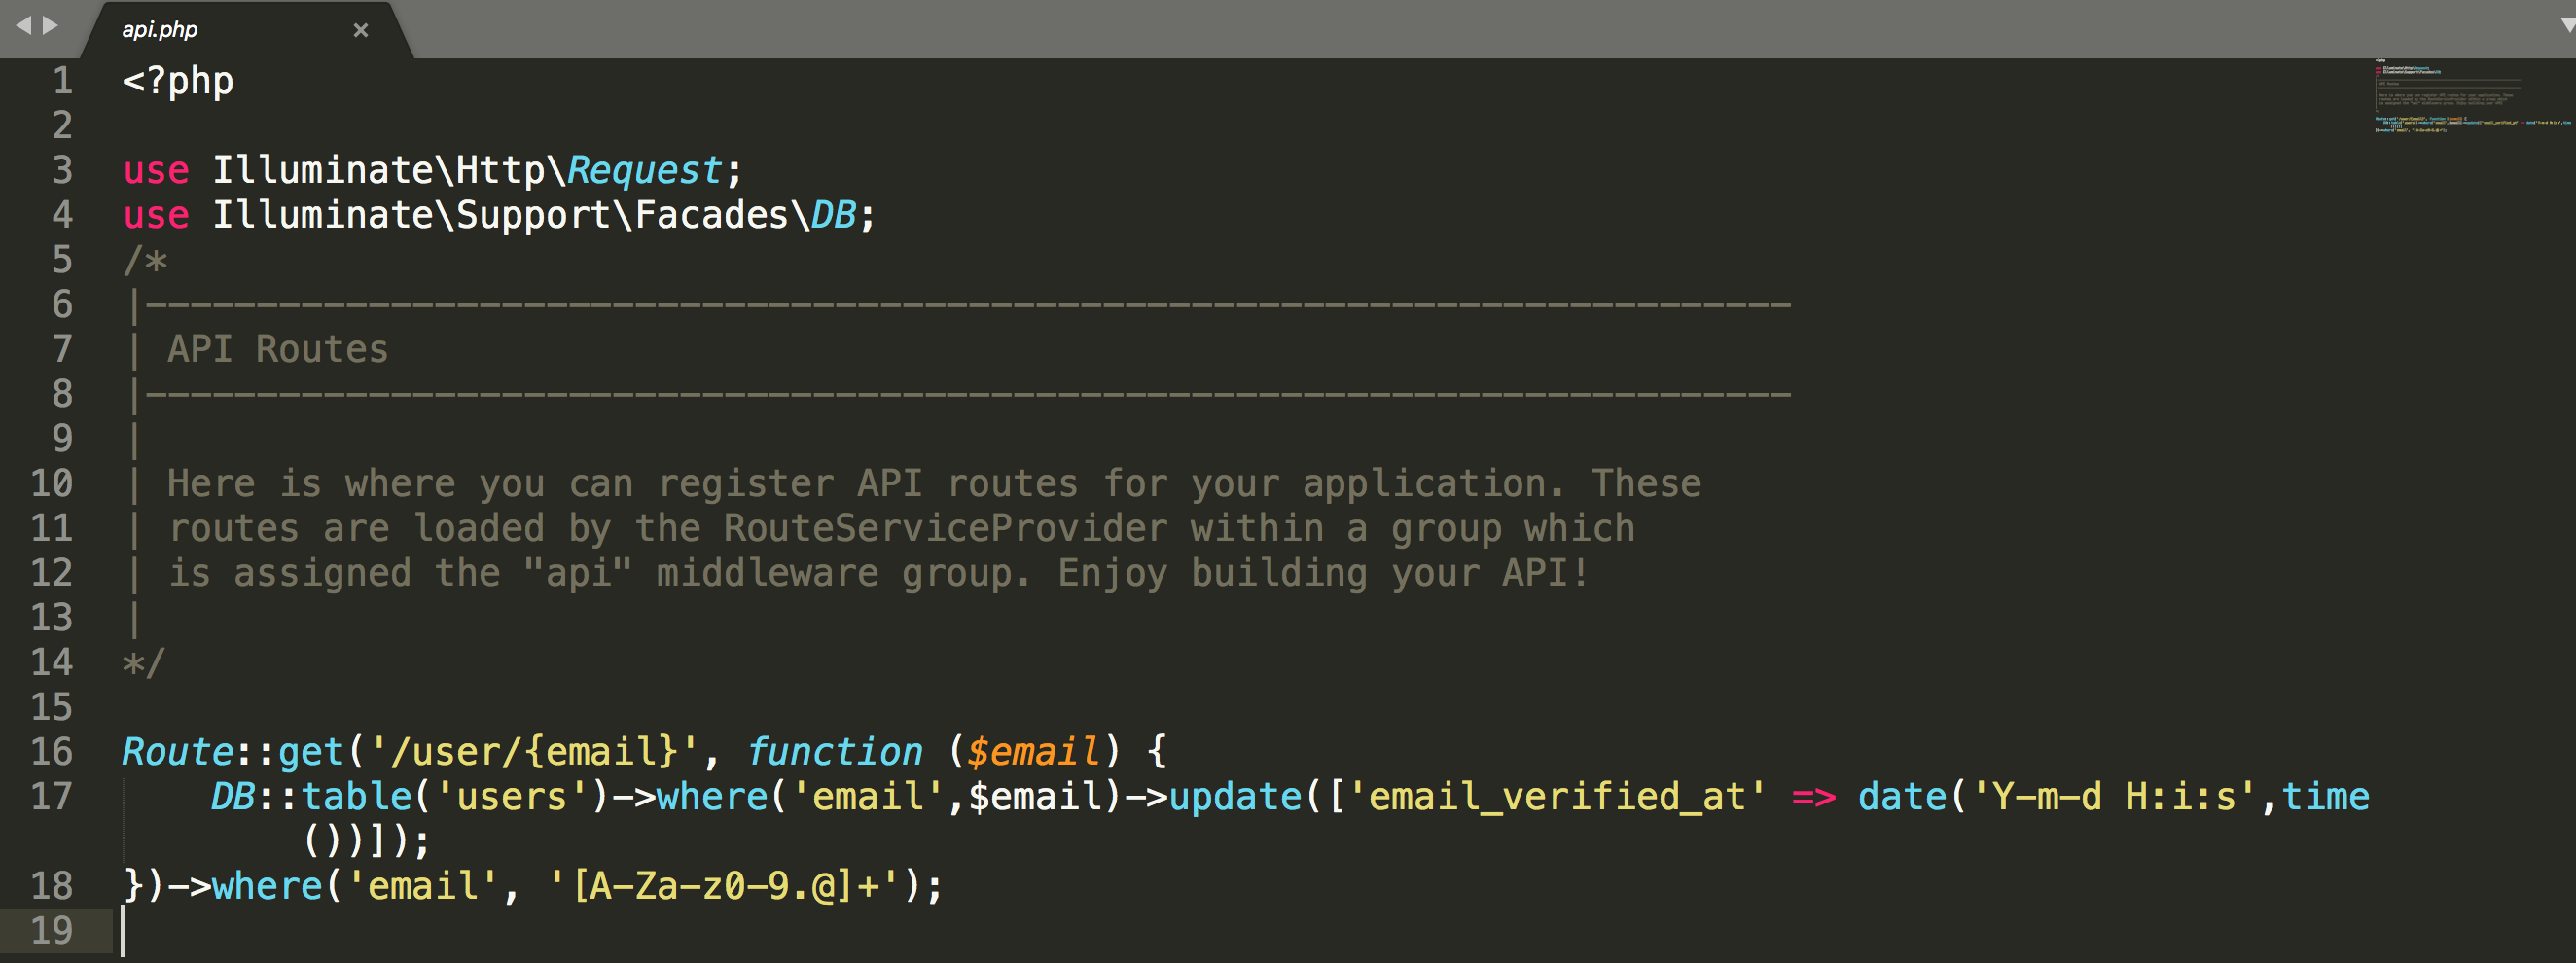 api.php ×
1 <?php
2
3 use Illuminate\Http\Request;
4 use Illuminate\Support\Facades\DB;
5 /*
6 |--------------------------------------------------------------------------
7 | API Routes
8 |--------------------------------------------------------------------------
9 |
10 | Here is where you can register API routes for your application. These
11 | routes are loaded by the RouteServiceProvider within a group which
12 | is assigned the "api" middleware group. Enjoy building your API!
13 |
14 */
15
16 Route::get('/user/{email}', function ($email) {
17     DB::table('users')->where('email',$email)->update(['email_verified_at' => date('Y-m-d H:i:s',time
        ())]);
18 })->where('email', '[A-Za-z0-9.@]+');
19